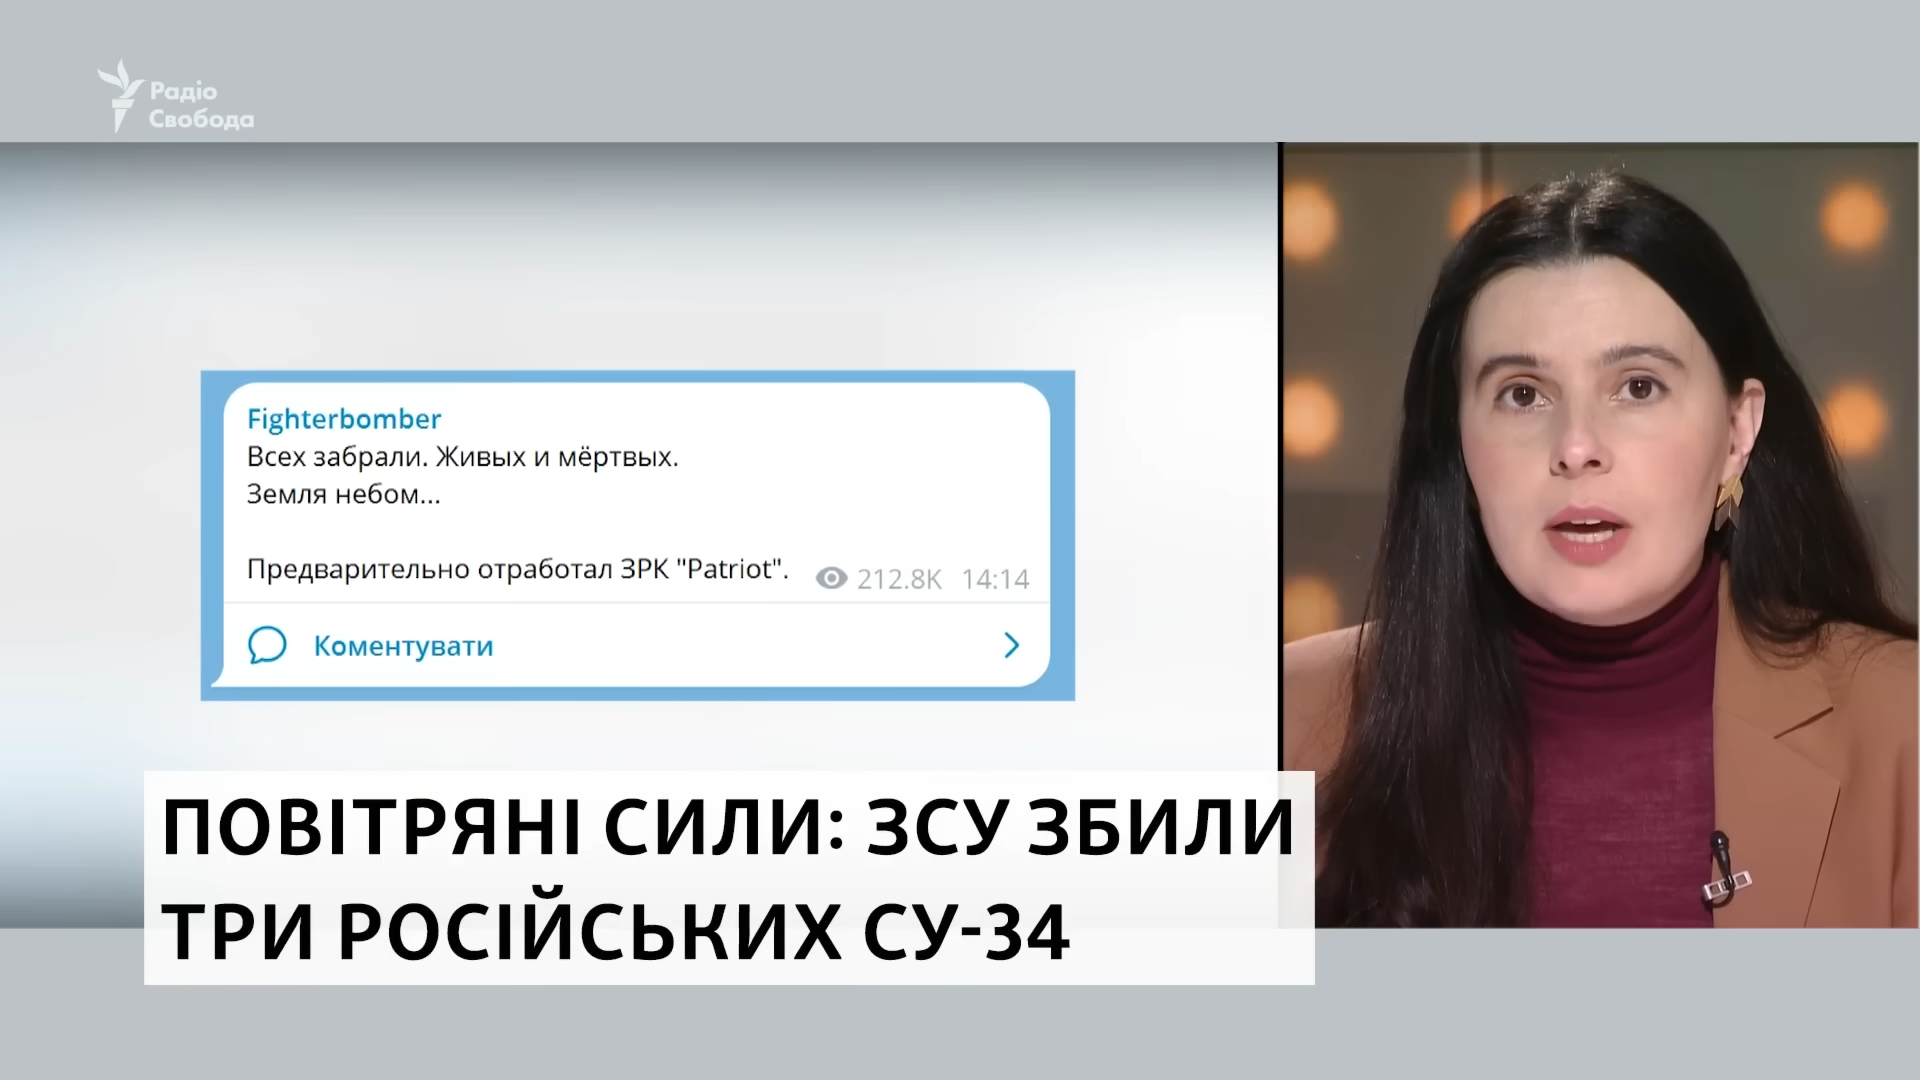 Радіо
Свобода
Fighterbomber
Всех забрали. Живых и мёртвых.
Земля небом...
Предварительно отработал ЗРК "Patriot".
212.8K 14:14
Коментувати
ПОВІТРЯНІ СИЛИ: ЗСУ ЗБИЛИ
ТРИ РОСІЙСЬКИХ СУ-34